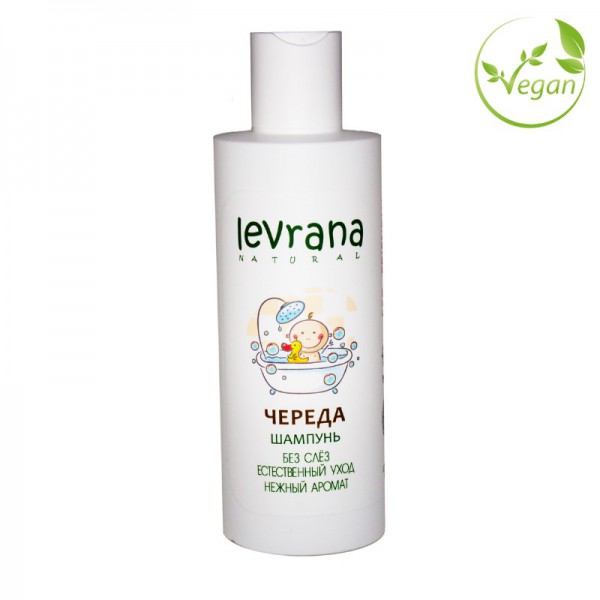 Vegan
levrana
NATURAL
ЧЕРЕДА
ШАМПУНЬ
БЕЗ СЛЁЗ
ЕСТЕСТВЕННЫЙ УХОД
НЕЖНЫЙ АРОМАТ